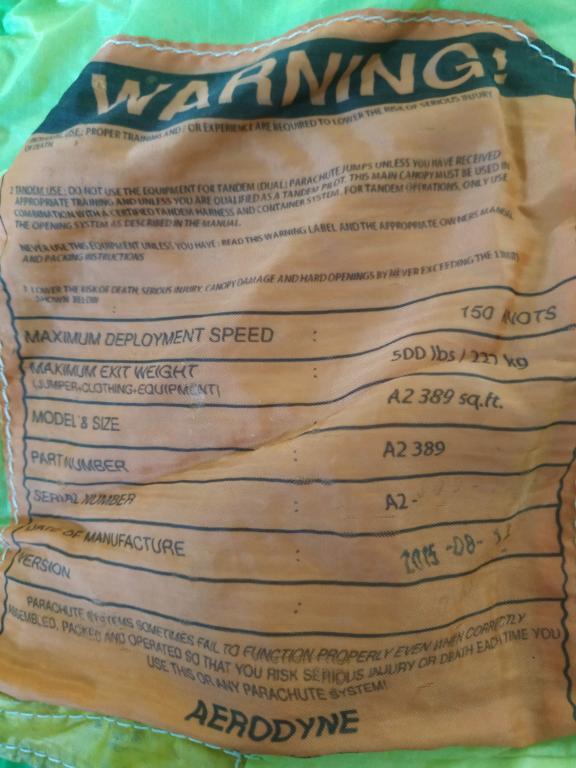 WARNING!
USE: PROPER TRAINING AND / OR EXPERIENCE ARE REQUIRED TO LOWER THE RISK OF SERIOUS INJURY
OF DEATH
2 TANDEM USE: DO NOT USE THE EQUIPMENT FOR TANDEM (DUAL) PARACHUTE JUMPS UNLESS YOU HAVE RECEIVED
APPROPRIATE TRAINING AND UNLESS YOU ARE QUALIFIED AS A TANDEM PILOT. THIS MAIN CANOPY MUST BE USED IN
COMBINATION WITH A CERTIFIED TANDEM HARNESS AND CONTAINER SYSTEM. FOR TANDEM OPERATIONS, ONLY USE
THE OPENING SYSTEM AS DESCRIBED IN THE MANUAL.
NEVER USE THIS EQUIPMENT UNLESS YOU HAVE : READ THIS WARNING LABEL AND THE APPROPRIATE OWNERS MANUAL
AND PACKING INSTRUCTIONS
LOWER THE RISK OF DEATH, SERIOUS INJURY, CANOPY DAMAGE AND HARD OPENINGS BY NEVER EXCEEDING THE LIMITS
SHOWN BELOW
MAXIMUM DEPLOYMENT SPEED : 150 KNOTS
MAXIMUM EXIT WEIGHT : 500 lbs / 227 kg
(JUMPER+CLOTHING+EQUIPMENT)
MODEL & SIZE A2 389 sq.ft.
PART NUMBER : A2 389
SERIAL NUMBER : A2-
DATE OF MANUFACTURE : 2015 -08-
VERSION :
PARACHUTE SYSTEMS SOMETIMES FAIL TO FUNCTION PROPERLY EVEN WHEN CORRECTLY
ASSEMBLED, PACKED AND OPERATED SO THAT YOU RISK SERIOUS INJURY OR DEATH EACH TIME YOU
USE THIS OR ANY PARACHUTE SYSTEM!
AERODYNE